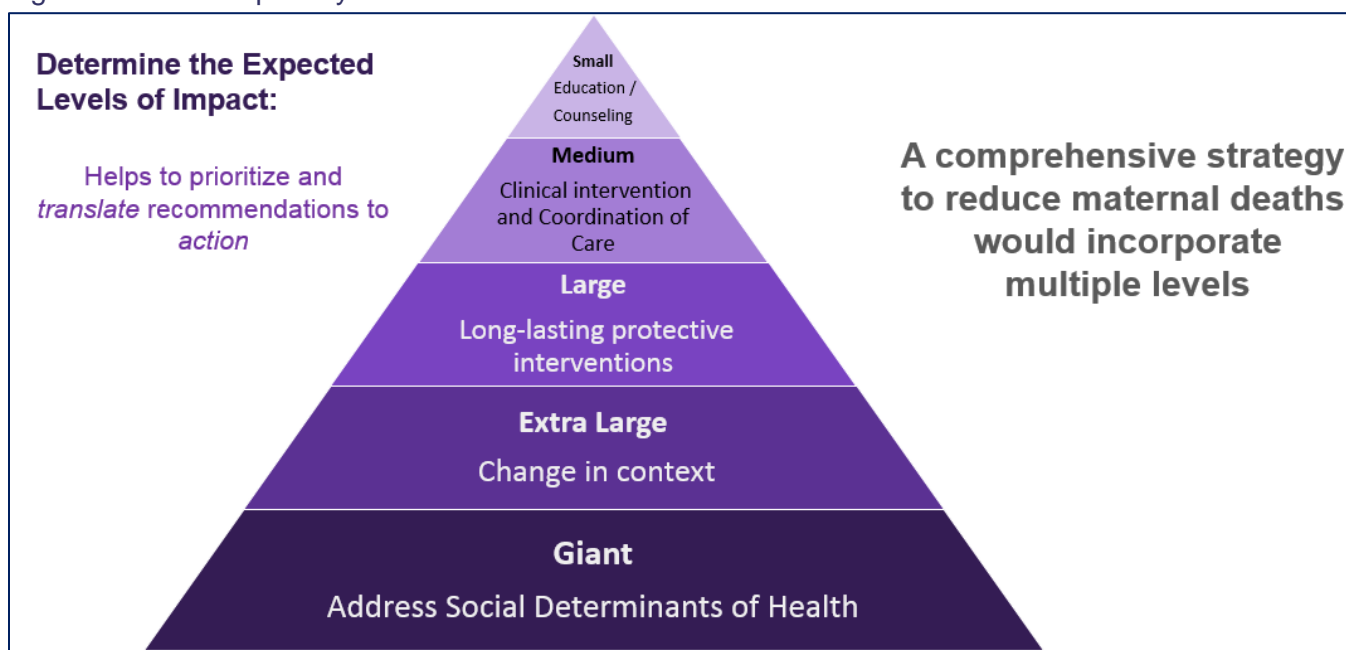 Determine the Expected
Levels of Impact:
Helps to prioritize and
translate recommendations to
action
Small
Education /
Counseling
Medium
Clinical intervention
and Coordination of
Care
Large
Long-lasting protective
interventions
Extra Large
Change in context
Giant
Address Social Determinants of Health
A comprehensive strategy
to reduce maternal deaths
would incorporate
multiple levels